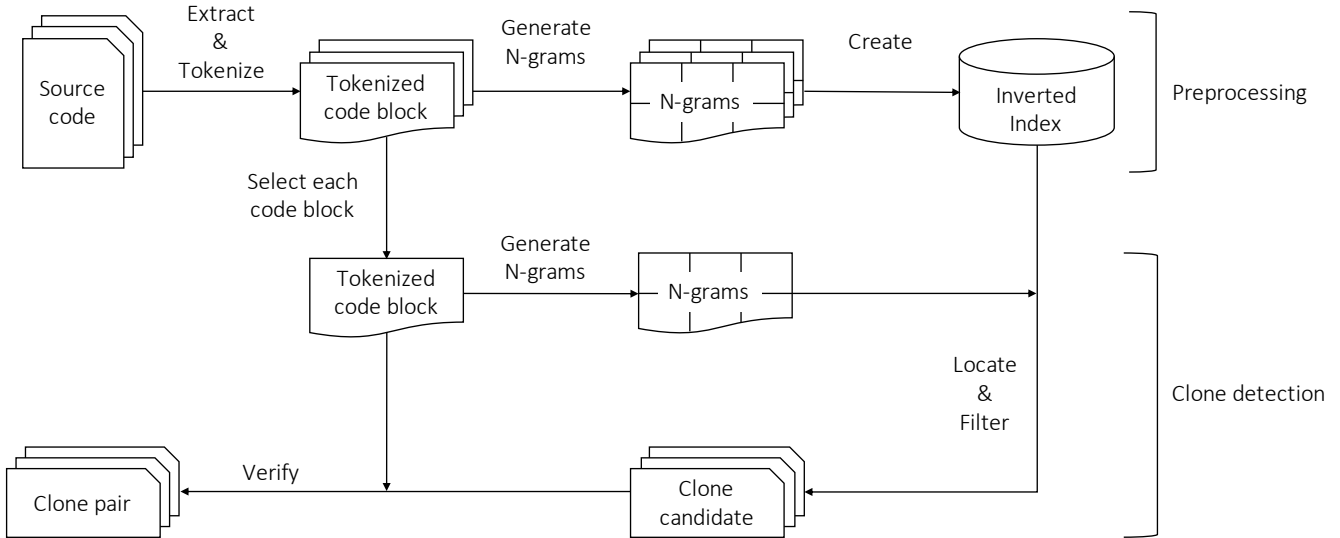 Extract
&
Tokenize
Generate
N-grams
Create
Source
code
Tokenized
code block
N-grams
Inverted
Index
Preprocessing
Select each
code block
Generate
N-grams
Tokenized
code block
N-grams
Locate
&
Filter
Clone detection
Verify
Clone pair
Clone
candidate